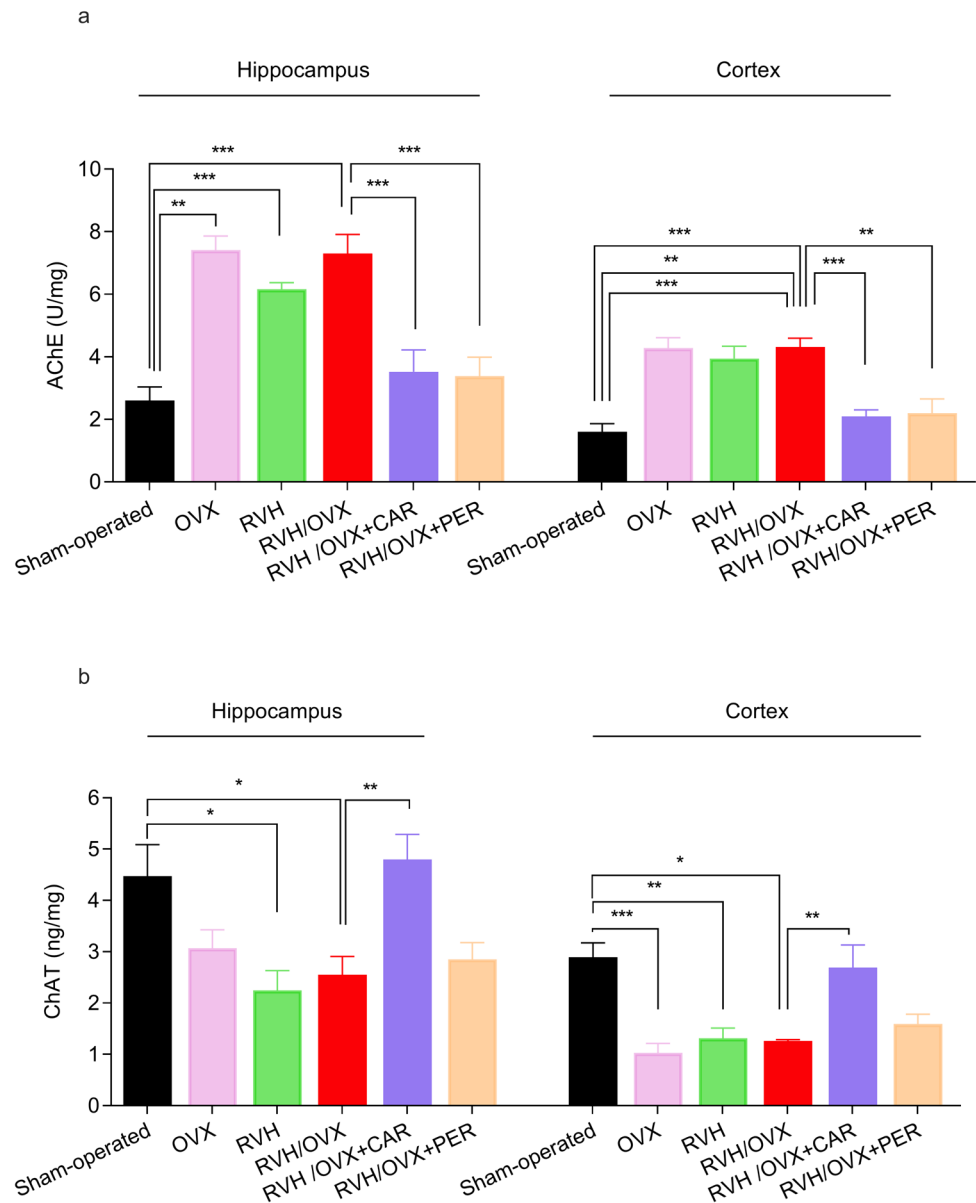 a
Hippocampus
Cortex
*** ***
*** ***
**
*** **
** ***
***
AChE (U/mg)
10
8
6
4
2
0
Sham-operated
OVX
RVH
RVH/OVX
RVH /OVX+CAR
RVH/OVX+PER
Sham-operated
OVX
RVH
RVH/OVX
RVH /OVX+CAR
RVH/OVX+PER
b
Hippocampus
Cortex
* **
*
*
**
*** **
ChAT (ng/mg)
6
5
4
3
2
1
0
Sham-operated
OVX
RVH
RVH/OVX
RVH /OVX+CAR
RVH/OVX+PER
Sham-operated
OVX
RVH
RVH/OVX
RVH /OVX+CAR
RVH/OVX+PER